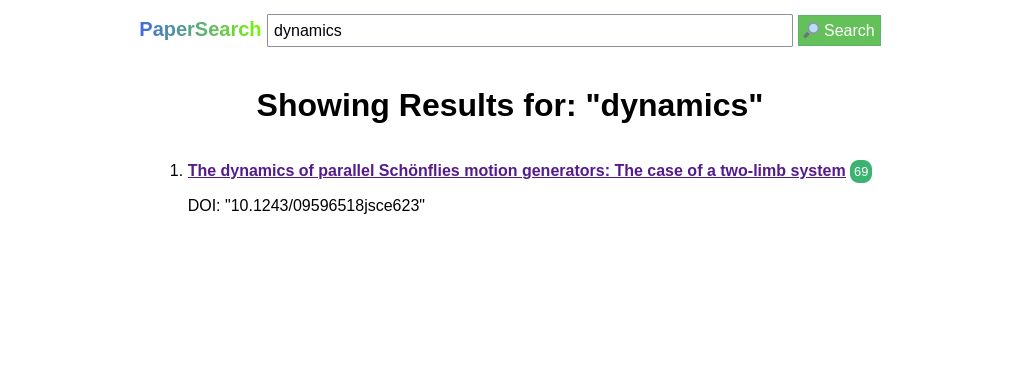 PaperSearch dynamics Search
Showing Results for: "dynamics"
1. The dynamics of parallel Schönflies motion generators: The case of a two-limb system 69
DOI: "10.1243/09596518jsce623"